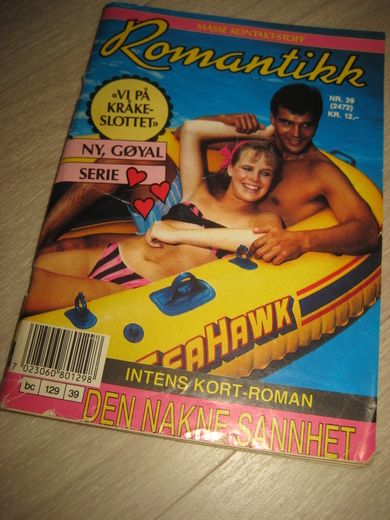 MASSE KONTAKT-STOFF
Romantikk
NR. 39
(2472)
KR. 12,-
«VI PÅ
KRÅKE-
SLOTTET»
NY, GØYAL
SERIE
SEAHAWK
7 023060 801298
bc 129 39
INTENS KORT-ROMAN
DEN NAKNE SANNHET